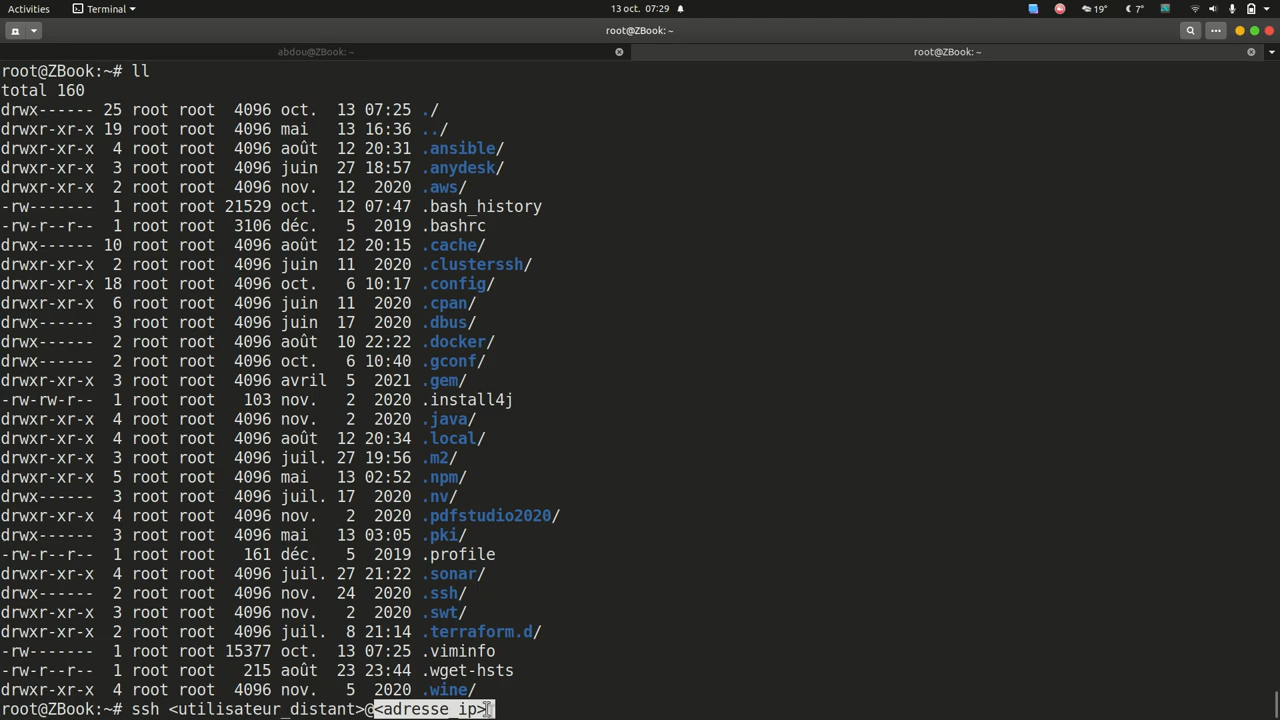 Activities Terminal 13 oct. 07:29 19° 7°
root@ZBook:~
abdou@ZBook: ~ root@ZBook:~
root@ZBook:~# ll
total 160
drwx------ 25 root root  4096 oct.  13 07:25 ./
drwxr-xr-x 19 root root  4096 mai   13 16:36 ../
drwxr-xr-x  4 root root  4096 août  12 20:31 .ansible/
drwxr-xr-x  3 root root  4096 juin  27 18:57 .anydesk/
drwxr-xr-x  2 root root  4096 nov.  12  2020 .aws/
-rw-------  1 root root 21529 oct.  12 07:47 .bash_history
-rw-r--r--  1 root root  3106 déc.   5  2019 .bashrc
drwx------ 10 root root  4096 août  12 20:15 .cache/
drwxr-xr-x  2 root root  4096 juin  11  2020 .clusterssh/
drwxr-xr-x 18 root root  4096 oct.   6 10:17 .config/
drwxr-xr-x  6 root root  4096 juin  11  2020 .cpan/
drwx------  3 root root  4096 juin  17  2020 .dbus/
drwx------  2 root root  4096 août  10 22:22 .docker/
drwx------  2 root root  4096 oct.   6 10:40 .gconf/
drwxr-xr-x  3 root root  4096 avril  5  2021 .gem/
-rw-rw-r--  1 root root   103 nov.   2  2020 .install4j
drwxr-xr-x  4 root root  4096 nov.   2  2020 .java/
drwxr-xr-x  4 root root  4096 août  12 20:34 .local/
drwxr-xr-x  3 root root  4096 juil. 27 19:56 .m2/
drwxr-xr-x  5 root root  4096 mai   13 02:52 .npm/
drwx------  3 root root  4096 juil. 17  2020 .nv/
drwxr-xr-x  4 root root  4096 nov.   2  2020 .pdfstudio2020/
drwx------  3 root root  4096 mai   13 03:05 .pki/
-rw-r--r--  1 root root   161 déc.   5  2019 .profile
drwxr-xr-x  4 root root  4096 juil. 27 21:22 .sonar/
drwx------  2 root root  4096 nov.  24  2020 .ssh/
drwxr-xr-x  3 root root  4096 nov.   2  2020 .swt/
drwxr-xr-x  2 root root  4096 juil.  8 21:14 .terraform.d/
-rw-------  1 root root 15377 oct.  13 07:25 .viminfo
-rw-r--r--  1 root root   215 août  23 23:44 .wget-hsts
drwxr-xr-x  4 root root  4096 nov.   5  2020 .wine/
root@ZBook:~# ssh <utilisateur_distant>@<adresse_ip>